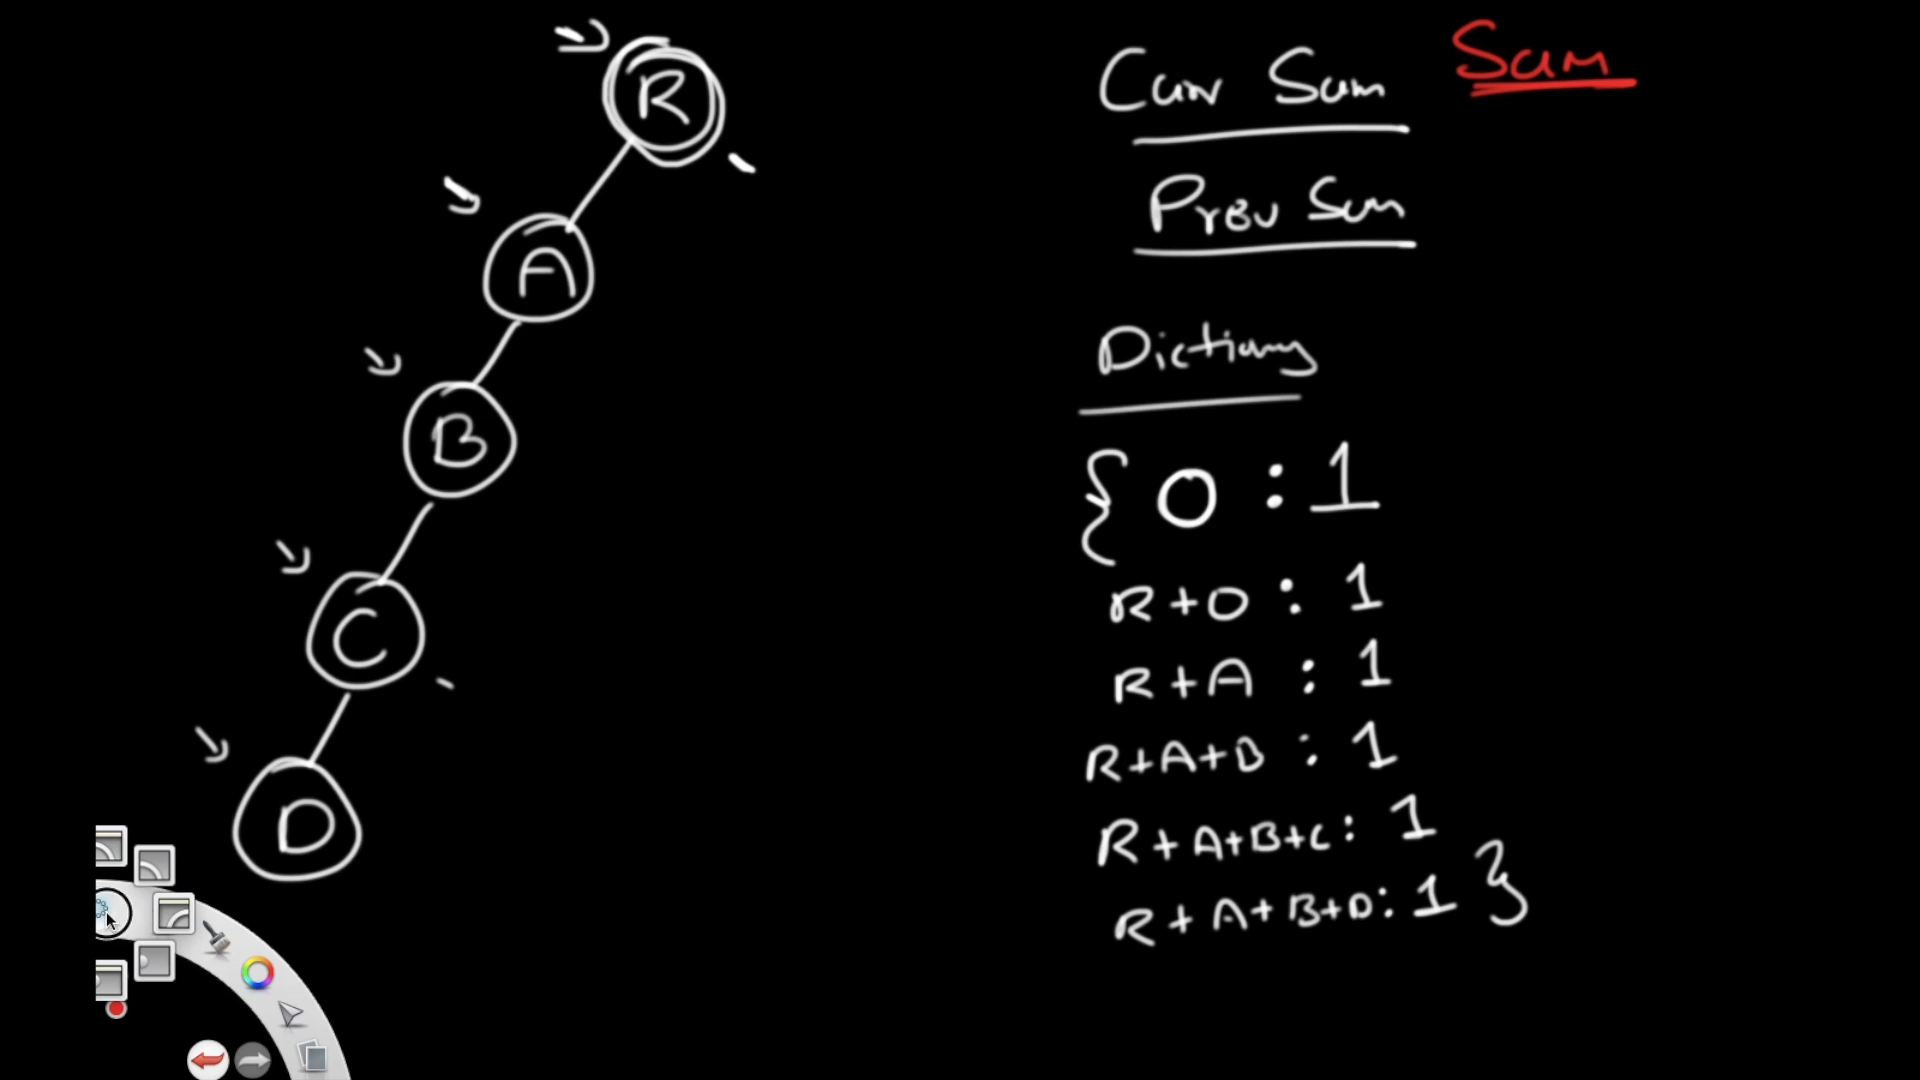 R
A
B
C
D
Curr Sum Sum
Prev Sum
Dictionary
{ 0 : 1
R+0 : 1
R+A : 1
R+A+B : 1
R+A+B+C: 1
R+A+B+D: 1 }